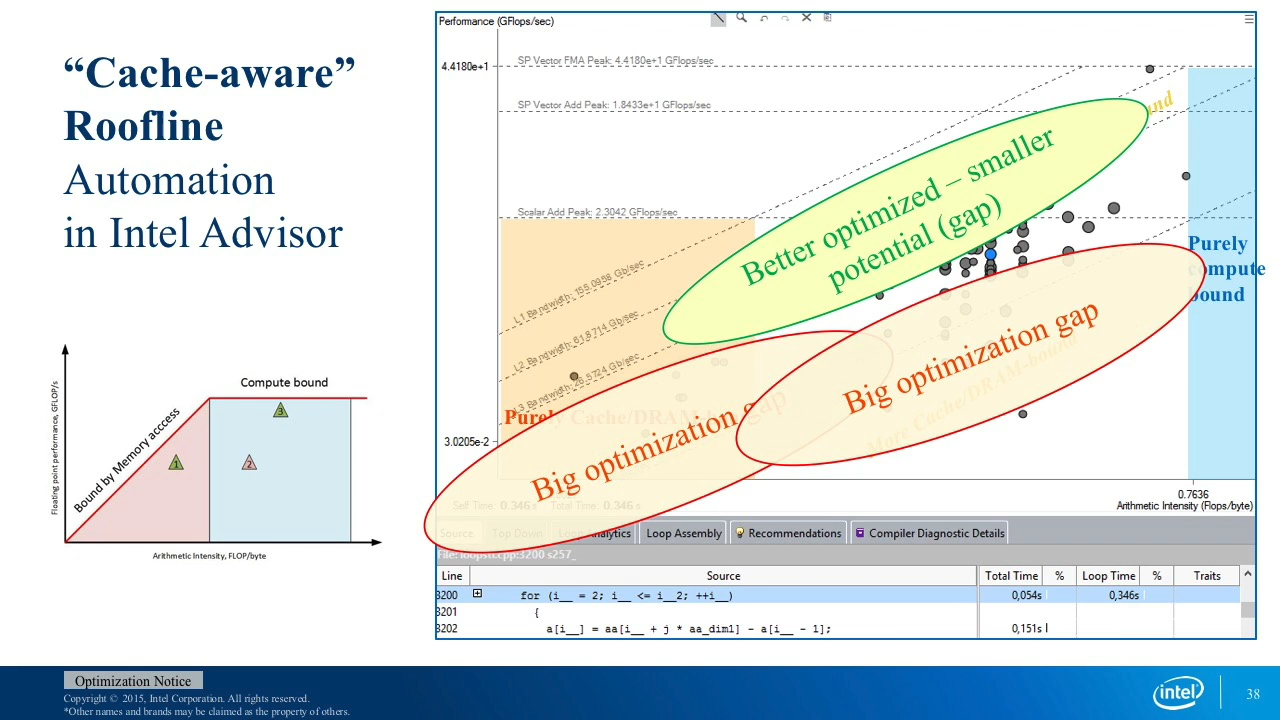 “Cache-aware”
Roofline
Automation
in Intel Advisor
Compute bound
Bound by Memory acccess
Floating point performance, GFLOP/s
Arithmetic Intensity, FLOP/byte
1
2
3
Performance (GFlops/sec)
4.4180e+1
SP Vector FMA Peak: 4.4180e+1 GFlops/sec
SP Vector Add Peak: 1.8433e+1 GFlops/sec
Scalar Add Peak: 2.3042 GFlops/sec
L1 Bandwidth: 155.0958 Gb/sec
L2 Bandwidth: 61.8714 Gb/sec
L3 Bandwidth: 26.5724 Gb/sec
Better optimized – smaller
potential (gap)
Big optimization gap
Big optimization gap
Purely
compute
bound
Purely Cache/DRAM-
More Cache/DRAM-bound
3.0205e-2
0.7636
Arithmetic Intensity (Flops/byte)
Self Time: 0.346 s Total Time: 0.346 s
Source Top Down Loop Analytics Loop Assembly Recommendations Compiler Diagnostic Details
3200 s257_
Line Source Total Time % Loop Time % Traits
3200 for (i__ = 2; i__ <= i__2; ++i__) 0,054s 0,346s
3201 {
3202 a[i__] = aa[i__ + j * aa_dim1] - a[i__ - 1]; 0,151s
Optimization Notice
Copyright © 2015, Intel Corporation. All rights reserved.
*Other names and brands may be claimed as the property of others.
intel
38